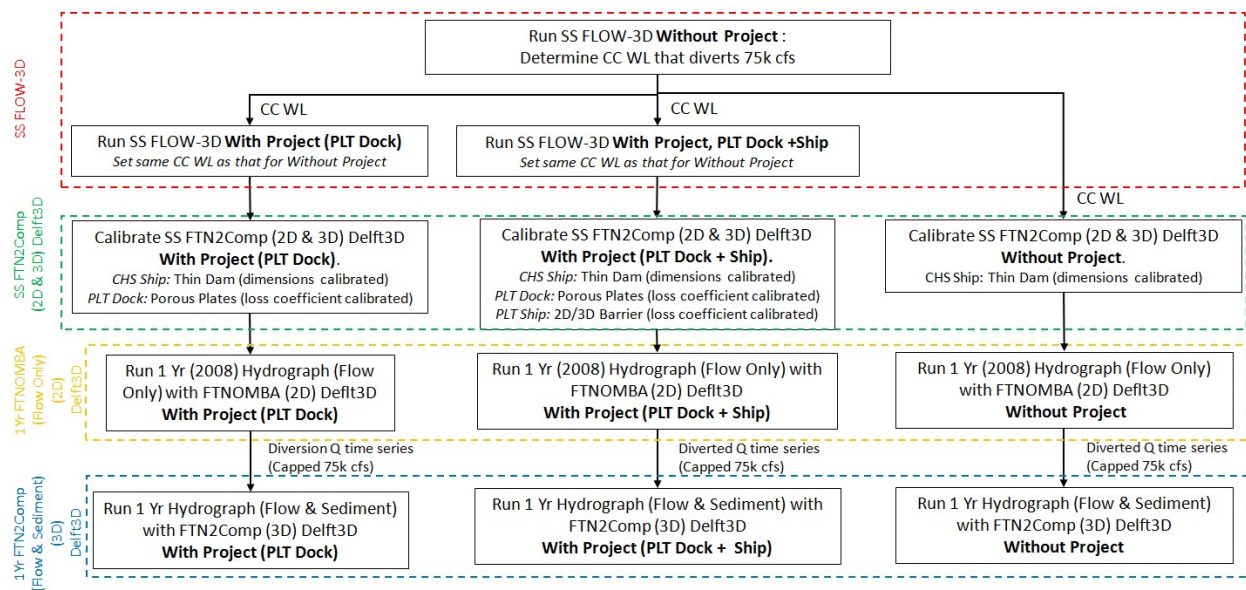 Run SS FLOW-3D Without Project :
Determine CC WL that diverts 75k cfs
SS FLOW-3D
CC WL
CC WL
Run SS FLOW-3D With Project (PLT Dock)
Set same CC WL as that for Without Project
Run SS FLOW-3D With Project, PLT Dock +Ship
Set same CC WL as that for Without Project
CC WL
SS FTN2Comp
(2D & 3D) Delft3D
Calibrate SS FTN2Comp (2D & 3D) Delft3D
With Project (PLT Dock).
CHS Ship: Thin Dam (dimensions calibrated)
PLT Dock: Porous Plates (loss coefficient calibrated)
Calibrate SS FTN2Comp (2D & 3D) Delft3D
With Project (PLT Dock + Ship).
CHS Ship: Thin Dam (dimensions calibrated)
PLT Dock: Porous Plates (loss coefficient calibrated)
PLT Ship: 2D/3D Barrier (loss coefficient calibrated)
Calibrate SS FTN2Comp (2D & 3D) Delft3D
Without Project.
CHS Ship: Thin Dam (dimensions calibrated)
1Yr FTNOMBA
(Flow Only)
(2D)
Delft3D
Run 1 Yr (2008) Hydrograph (Flow
Only) with FTNOMBA (2D) Deflt3D
With Project (PLT Dock)
Run 1 Yr (2008) Hydrograph (Flow Only) with
FTNOMBA (2D) Deflt3D
With Project (PLT Dock + Ship)
Run 1 Yr (2008) Hydrograph (Flow Only) with
FTNOMBA (2D) Deflt3D
Without Project
Diversion Q time series
(Capped 75k cfs)
Diverted Q time series
(Capped 75k cfs)
Diverted Q time series
(Capped 75k cfs)
1Yr FTN2Comp
(Flow & Sediment)
(3D)
Delft3D
Run 1 Yr Hydrograph (Flow & Sediment)
with FTN2Comp (3D) Delft3D
With Project (PLT Dock)
Run 1 Yr Hydrograph (Flow & Sediment) with
FTN2Comp (3D) Delft3D
With Project (PLT Dock + Ship)
Run 1 Yr Hydrograph (Flow & Sediment)
with FTN2Comp (3D) Delft3D
Without Project